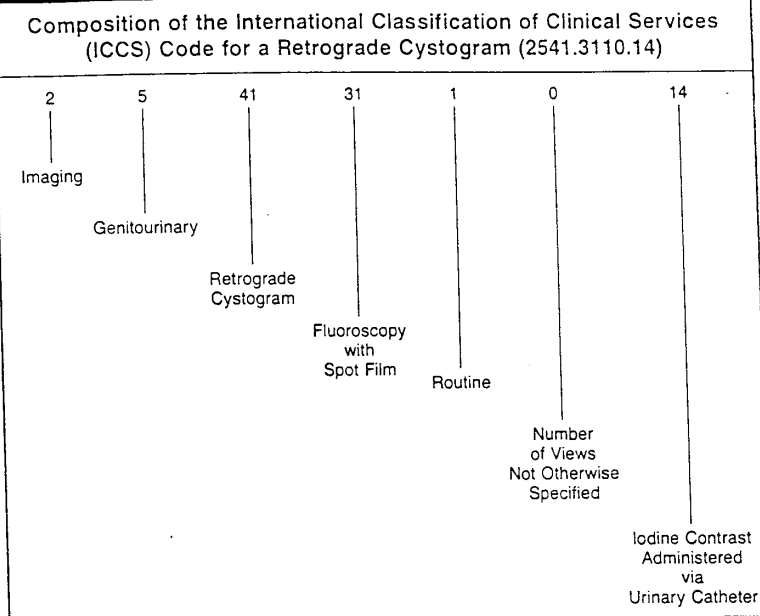 Composition of the International Classification of Clinical Services
(ICCS) Code for a Retrograde Cystogram (2541.3110.14)
2 5 41 31 1 0 14
Imaging
Genitourinary
Retrograde
Cystogram
Fluoroscopy
with
Spot Film
Routine
Number
of Views
Not Otherwise
Specified
Iodine Contrast
Administered
via
Urinary Catheter